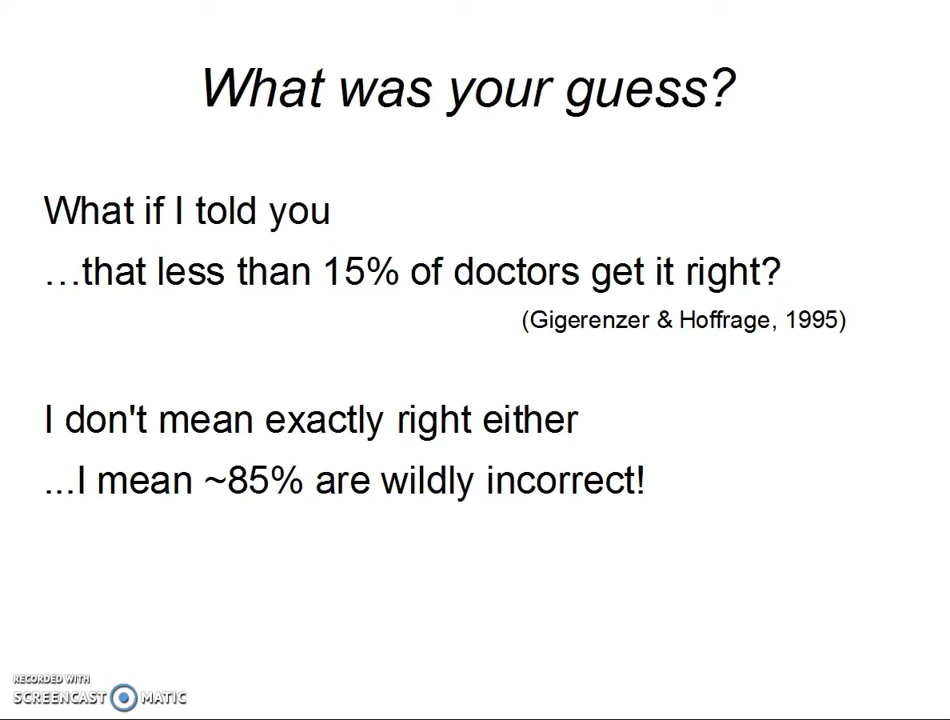 What was your guess?
What if I told you
…that less than 15% of doctors get it right?
(Gigerenzer & Hoffrage, 1995)
I don't mean exactly right either
...I mean ~85% are wildly incorrect!
RECORDED WITH
SCREENCAST MATIC